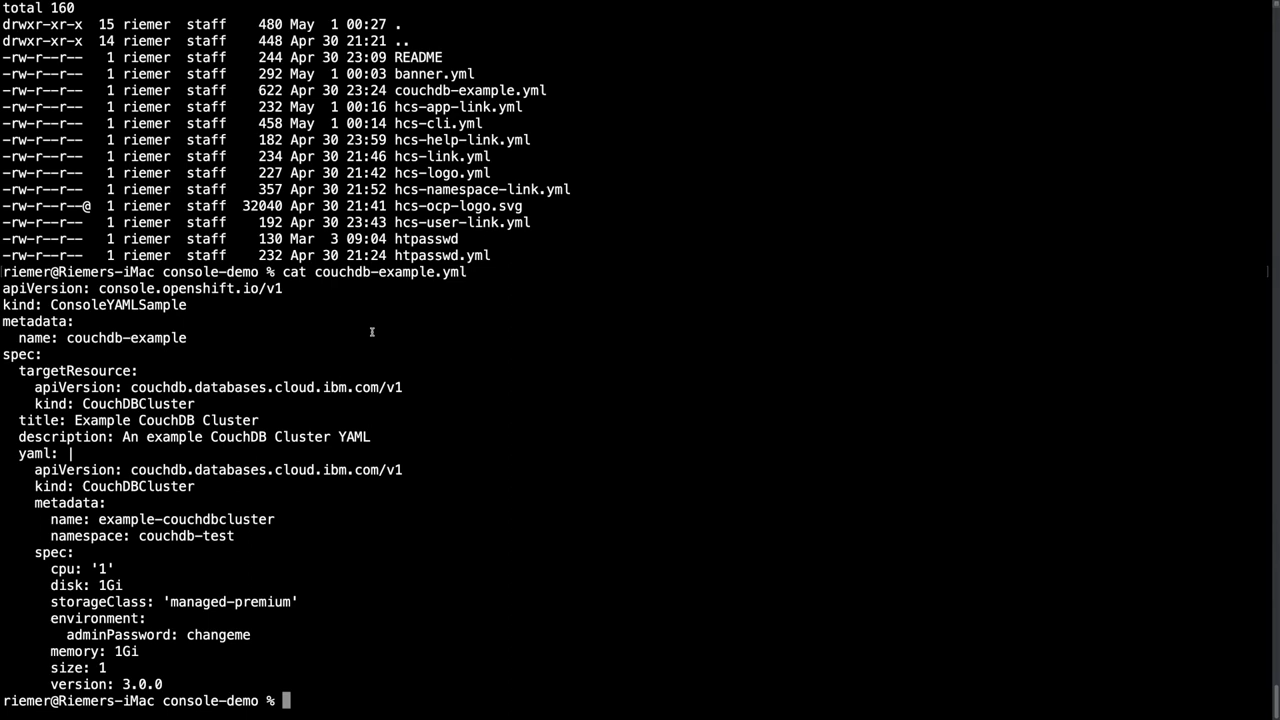 total 160
drwxr-xr-x  15 riemer  staff    480 May  1 00:27 .
drwxr-xr-x  14 riemer  staff    448 Apr 30 21:21 ..
-rw-r--r--   1 riemer  staff    244 Apr 30 23:09 README
-rw-r--r--   1 riemer  staff    292 May  1 00:03 banner.yml
-rw-r--r--   1 riemer  staff    622 Apr 30 23:24 couchdb-example.yml
-rw-r--r--   1 riemer  staff    232 May  1 00:16 hcs-app-link.yml
-rw-r--r--   1 riemer  staff    458 May  1 00:14 hcs-cli.yml
-rw-r--r--   1 riemer  staff    182 Apr 30 23:59 hcs-help-link.yml
-rw-r--r--   1 riemer  staff    234 Apr 30 21:46 hcs-link.yml
-rw-r--r--   1 riemer  staff    227 Apr 30 21:42 hcs-logo.yml
-rw-r--r--   1 riemer  staff    357 Apr 30 21:52 hcs-namespace-link.yml
-rw-r--r--@  1 riemer  staff  32040 Apr 30 21:41 hcs-ocp-logo.svg
-rw-r--r--   1 riemer  staff    192 Apr 30 23:43 hcs-user-link.yml
-rw-r--r--   1 riemer  staff    130 Mar  3 09:04 htpasswd
-rw-r--r--   1 riemer  staff    232 Apr 30 21:24 htpasswd.yml
riemer@Riemers-iMac console-demo % cat couchdb-example.yml
apiVersion: console.openshift.io/v1
kind: ConsoleYAMLSample
metadata:
  name: couchdb-example
spec:
  targetResource:
    apiVersion: couchdb.databases.cloud.ibm.com/v1
    kind: CouchDBCluster
  title: Example CouchDB Cluster
  description: An example CouchDB Cluster YAML
  yaml: |
    apiVersion: couchdb.databases.cloud.ibm.com/v1
    kind: CouchDBCluster
    metadata:
      name: example-couchdbcluster
      namespace: couchdb-test
    spec:
      cpu: '1'
      disk: 1Gi
      storageClass: 'managed-premium'
      environment:
        adminPassword: changeme
      memory: 1Gi
      size: 1
      version: 3.0.0
riemer@Riemers-iMac console-demo %